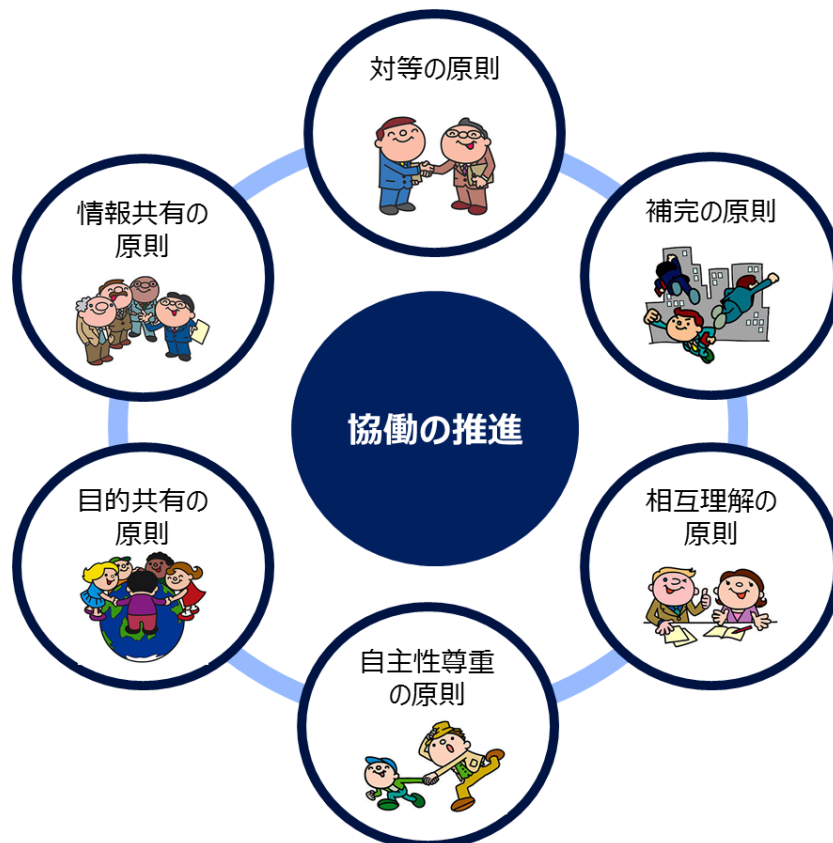 対等の原則
補完の原則
相互理解の
原則
自主性尊重
の原則
目的共有の
原則
情報共有の
原則
協働の推進